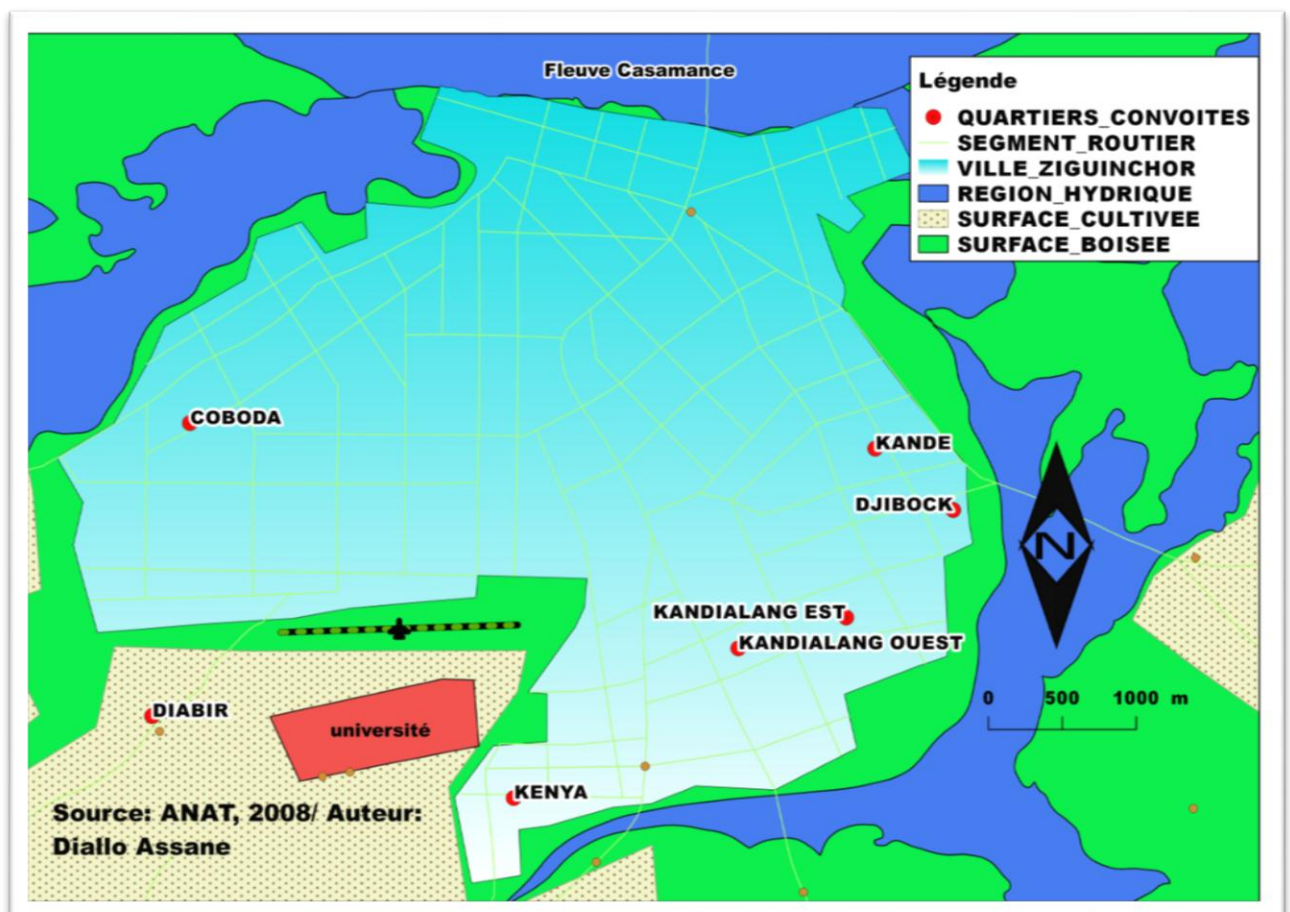 Fleuve Casamance
Légende
QUARTIERS_CONVOITES
SEGMENT_ROUTIER
VILLE_ZIGUINCHOR
REGION_HYDRIQUE
SURFACE_CULTIVEE
SURFACE_BOISEE
COBODA
KANDE
DJIBOCK
N
KANDIALANG EST
KANDIALANG OUEST
0 500 1000 m
DIABIR
université
KENYA
Source: ANAT, 2008/ Auteur:
Diallo Assane